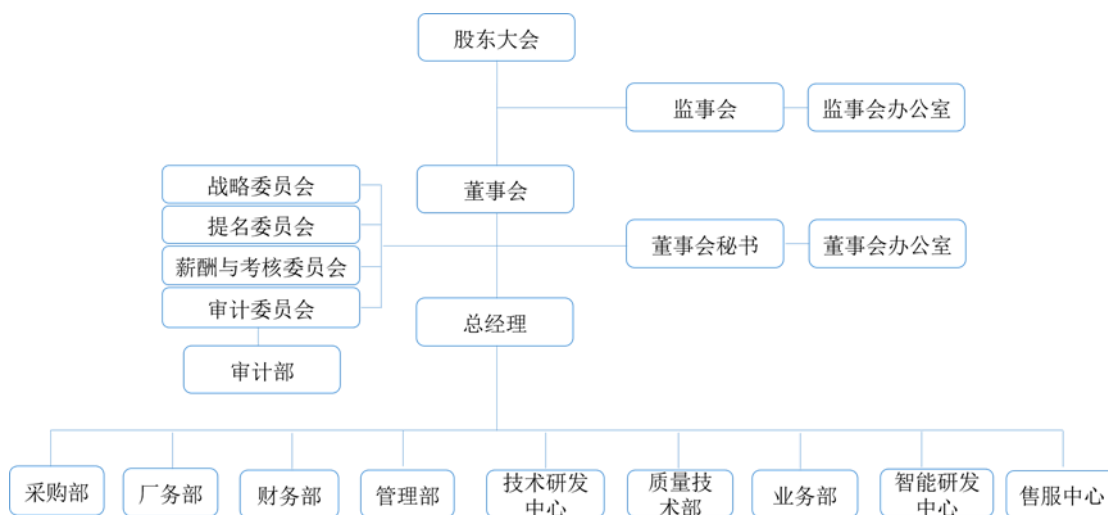 股东大会
监事会
监事会办公室
战略委员会
董事会
提名委员会
董事会秘书
董事会办公室
薪酬与考核委员会
审计委员会
总经理
审计部
采购部
厂务部
财务部
管理部
技术研发
中心
质量技
术部
业务部
智能研发
中心
售服中心